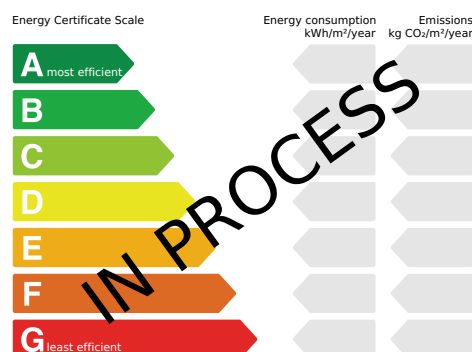 Energy Certificate Scale
Energy consumption
kWh/m²/year
Emissions
kg CO₂/m²/year
A most efficient
B
C
D
E
F
G least efficient
IN PROCESS